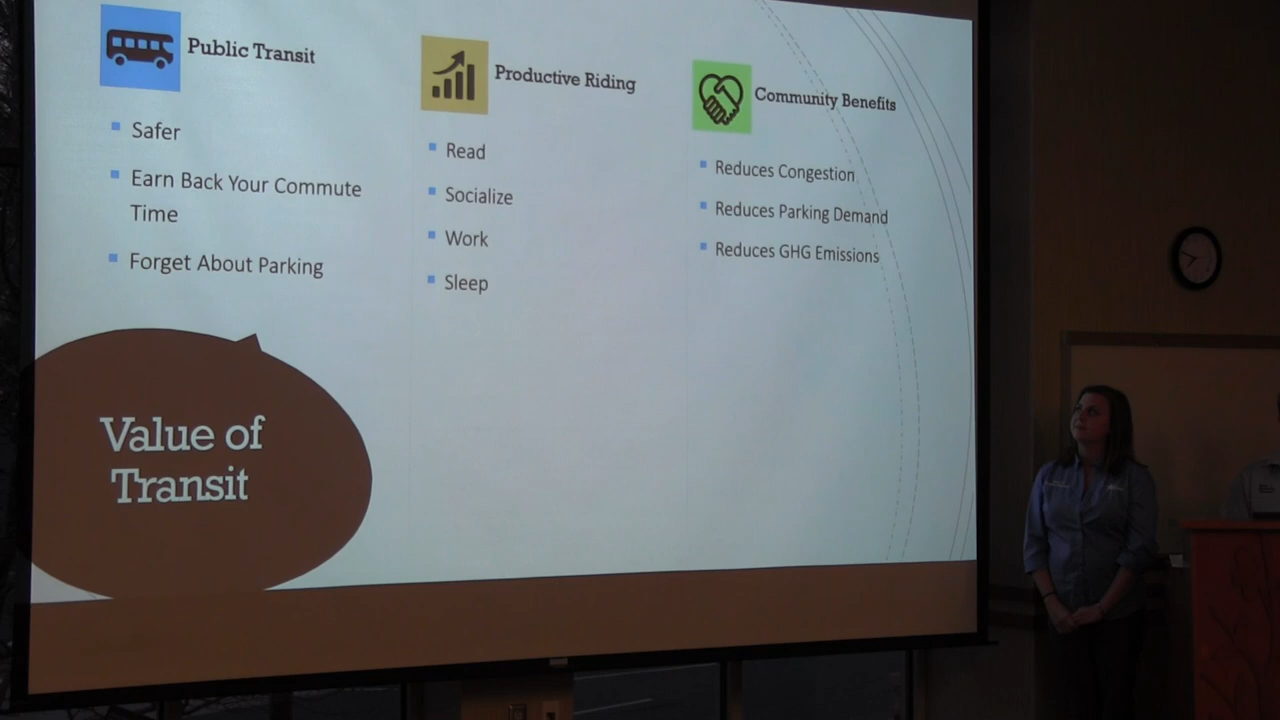 Public Transit
Safer
Earn Back Your Commute
Time
Forget About Parking
Productive Riding
Read
Socialize
Work
Sleep
Community Benefits
Reduces Congestion
Reduces Parking Demand
Reduces GHG Emissions
Value of
Transit